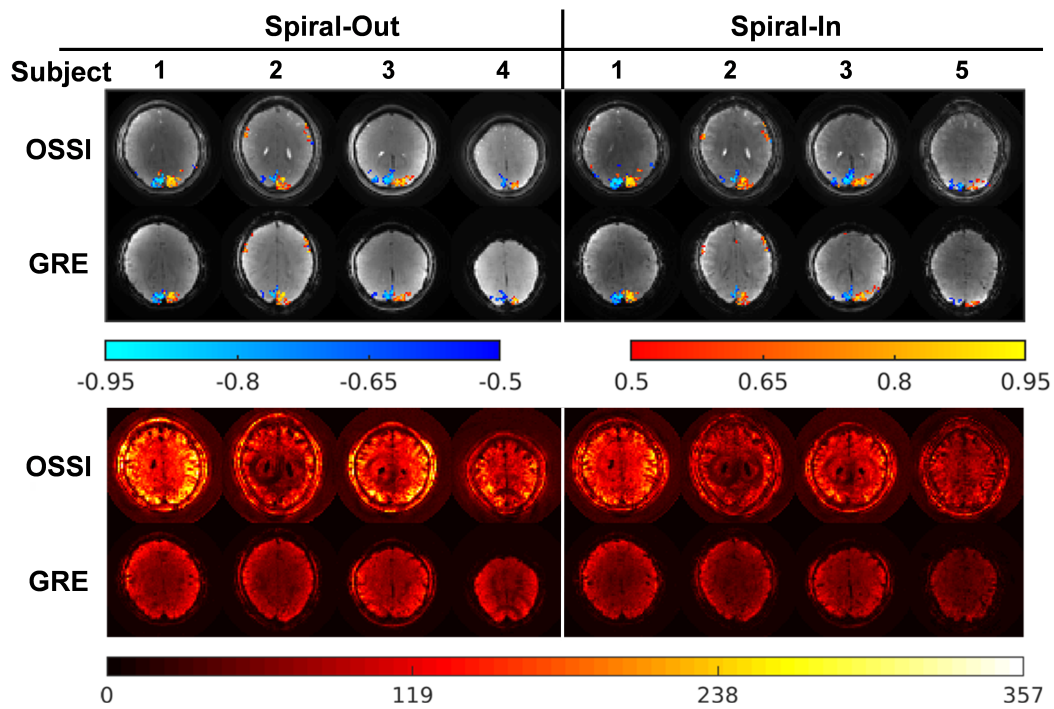 Spiral-Out Spiral-In
Subject 1 2 3 4 1 2 3 5
OSSI
GRE
-0.95 -0.8 -0.65 -0.5 0.5 0.65 0.8 0.95
OSSI
GRE
0 119 238 357